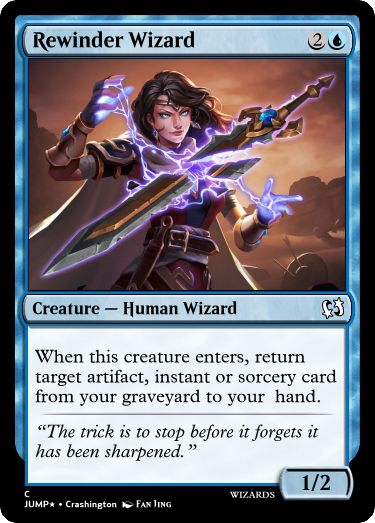 Rewinder Wizard 2
Creature — Human Wizard
When this creature enters, return
target artifact, instant or sorcery card
from your graveyard to your hand.
“The trick is to stop before it forgets it
has been sharpened.”
1/2
C
JUMP★ • Crashington FAN JING
WIZARDS